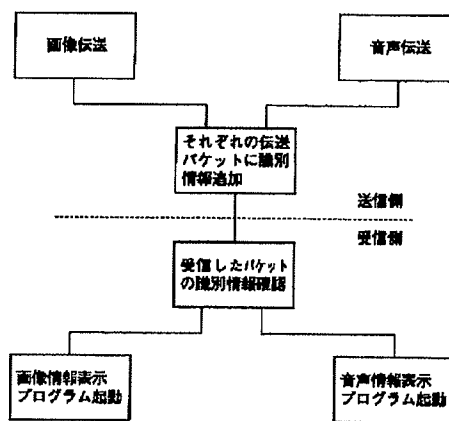 画像伝送
音声伝送
それぞれの伝送
パケットに識別
情報追加
送信側
受信側
受信したパケット
の識別情報確認
画像情報表示
プログラム起動
音声情報表示
プログラム起動